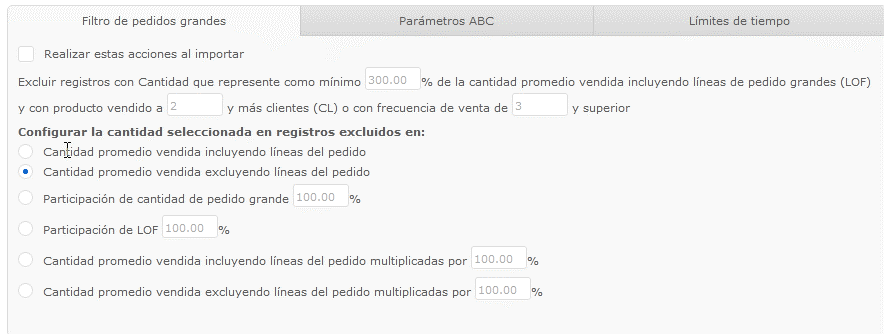 Filtro de pedidos grandes
Parámetros ABC
Límites de tiempo
Realizar estas acciones al importar
Excluir registros con Cantidad que represente como mínimo 300.00 % de la cantidad promedio vendida incluyendo líneas de pedido grandes (LOF)
y con producto vendido a 2 y más clientes (CL) o con frecuencia de venta de 3 y superior
Configurar la cantidad seleccionada en registros excluidos en:
Cantidad promedio vendida incluyendo líneas del pedido
Cantidad promedio vendida excluyendo líneas del pedido
Participación de cantidad de pedido grande 100.00 %
Participación de LOF 100.00 %
Cantidad promedio vendida incluyendo líneas del pedido multiplicadas por 100.00 %
Cantidad promedio vendida excluyendo líneas del pedido multiplicadas por 100.00 %